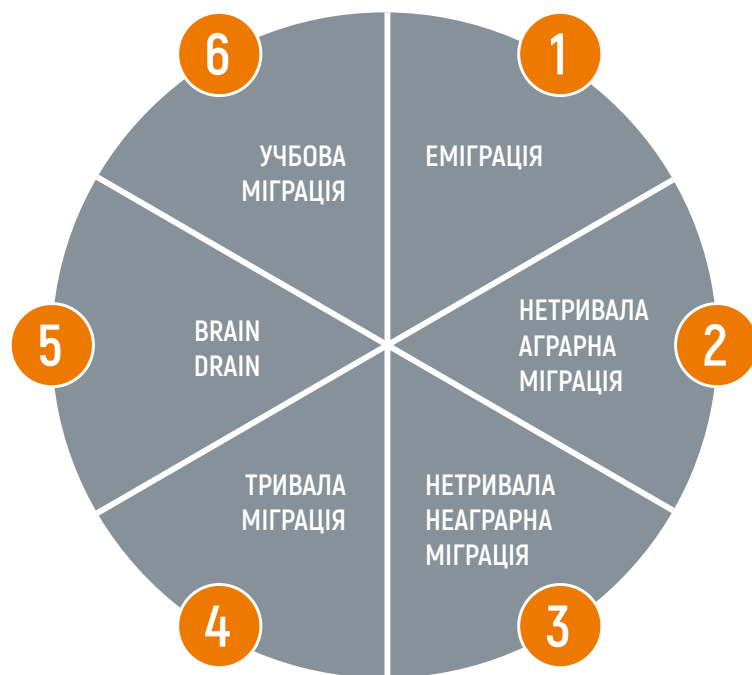 1
ЕМІГРАЦІЯ
2
НЕТРИВАЛА
АГРАРНА
МІГРАЦІЯ
3
НЕТРИВАЛА
НЕАГРАРНА
МІГРАЦІЯ
4
ТРИВАЛА
МІГРАЦІЯ
5
BRAIN
DRAIN
6
УЧБОВА
МІГРАЦІЯ